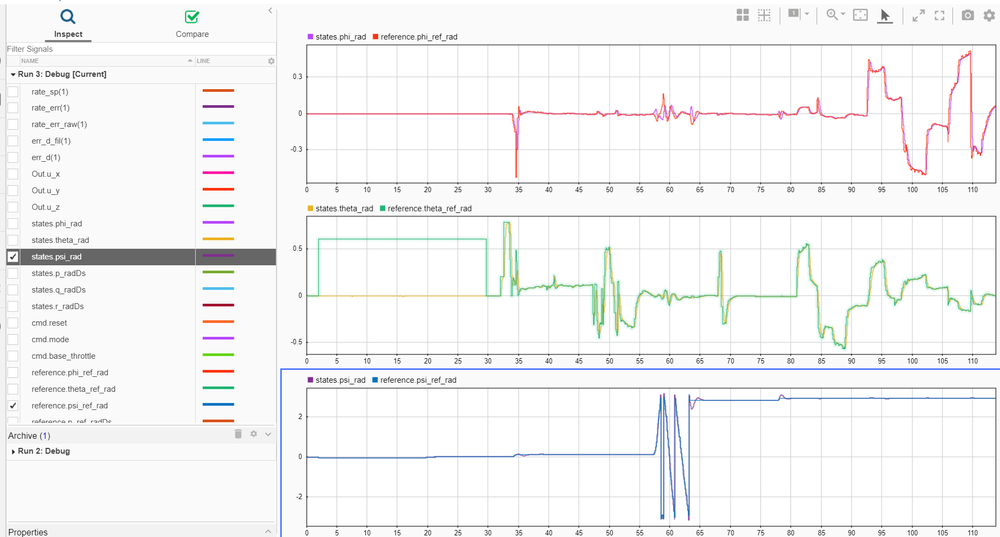 Inspect
Compare
Filter Signals
NAME
LINE
Run 3: Debug [Current]
rate_sp(1)
rate_err(1)
rate_err_raw(1)
err_d_fil(1)
err_d(1)
Out.u_x
Out.u_y
Out.u_z
states.phi_rad
states.theta_rad
states.psi_rad
states.p_radDs
states.q_radDs
states.r_radDs
cmd.reset
cmd.mode
cmd.base_throttle
reference.phi_ref_rad
reference.theta_ref_rad
reference.psi_ref_rad
reference.p_ref_radDs
Archive (1)
Run 2: Debug
Properties
1
states.phi_rad reference.phi_ref_rad
0.3
0
-0.3
0 5 10 15 20 25 30 35 40 45 50 55 60 65 70 75 80 85 90 95 100 105 110
states.theta_rad reference.theta_ref_rad
0.5
0
-0.5
0 5 10 15 20 25 30 35 40 45 50 55 60 65 70 75 80 85 90 95 100 105 110
states.psi_rad reference.psi_ref_rad
2
0
-2
0 5 10 15 20 25 30 35 40 45 50 55 60 65 70 75 80 85 90 95 100 105 110